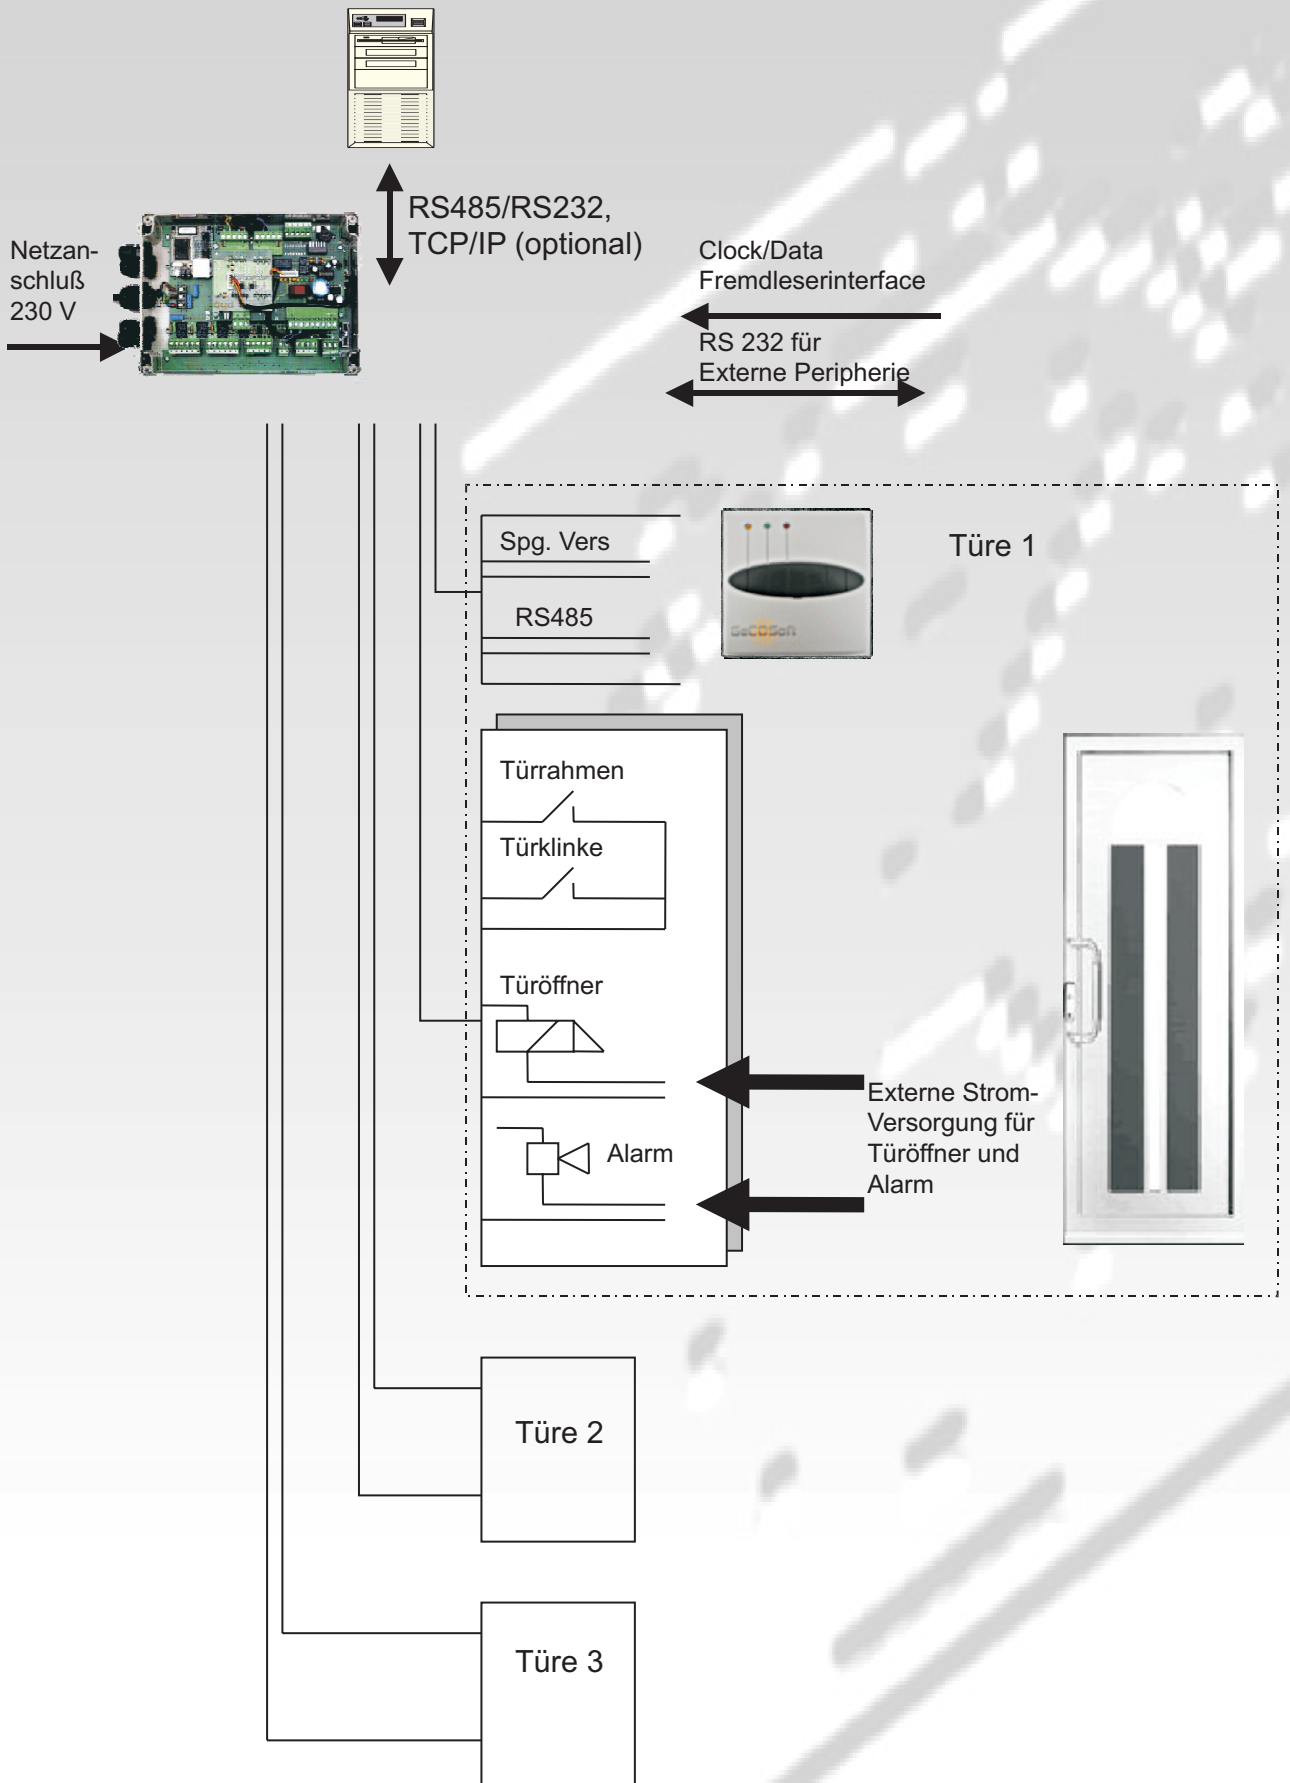 RS485/RS232,
TCP/IP (optional)
Netzan-
schluß
230 V
Clock/Data
Fremdleserinterface
RS 232 für
Externe Peripherie
Spg. Vers
RS485
GeCOSoft
Türe 1
Türrahmen
Türklinke
Türöffner
Alarm
Externe Strom-
Versorgung für
Türöffner und
Alarm
Türe 2
Türe 3